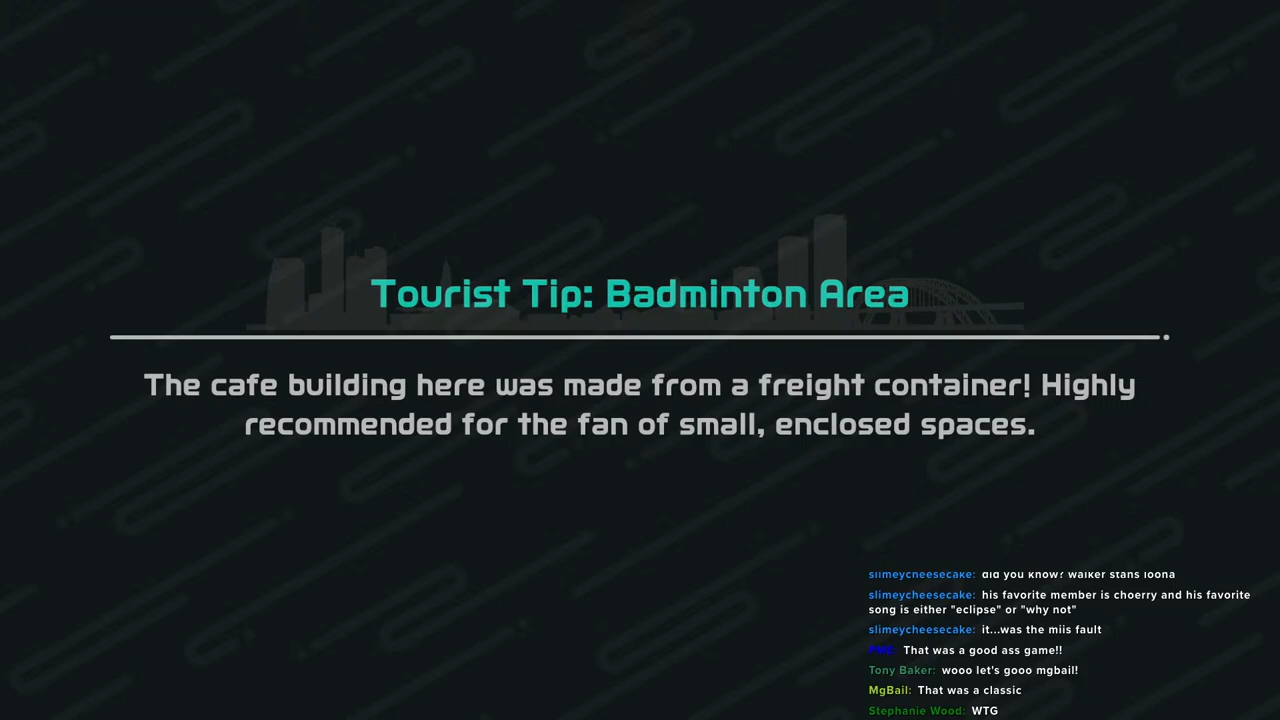 Tourist Tip: Badminton Area
The cafe building here was made from a freight container! Highly
recommended for the fan of small, enclosed spaces.
slimeycheesecake: did you know? walker stans loona
slimeycheesecake: his favorite member is choerry and his favorite
song is either "eclipse" or "why not"
slimeycheesecake: it...was the miis fault
That was a good ass game!!
Tony Baker: wooo let's gooo mgbail!
MgBail: That was a classic
Stephanie Wood: WTG